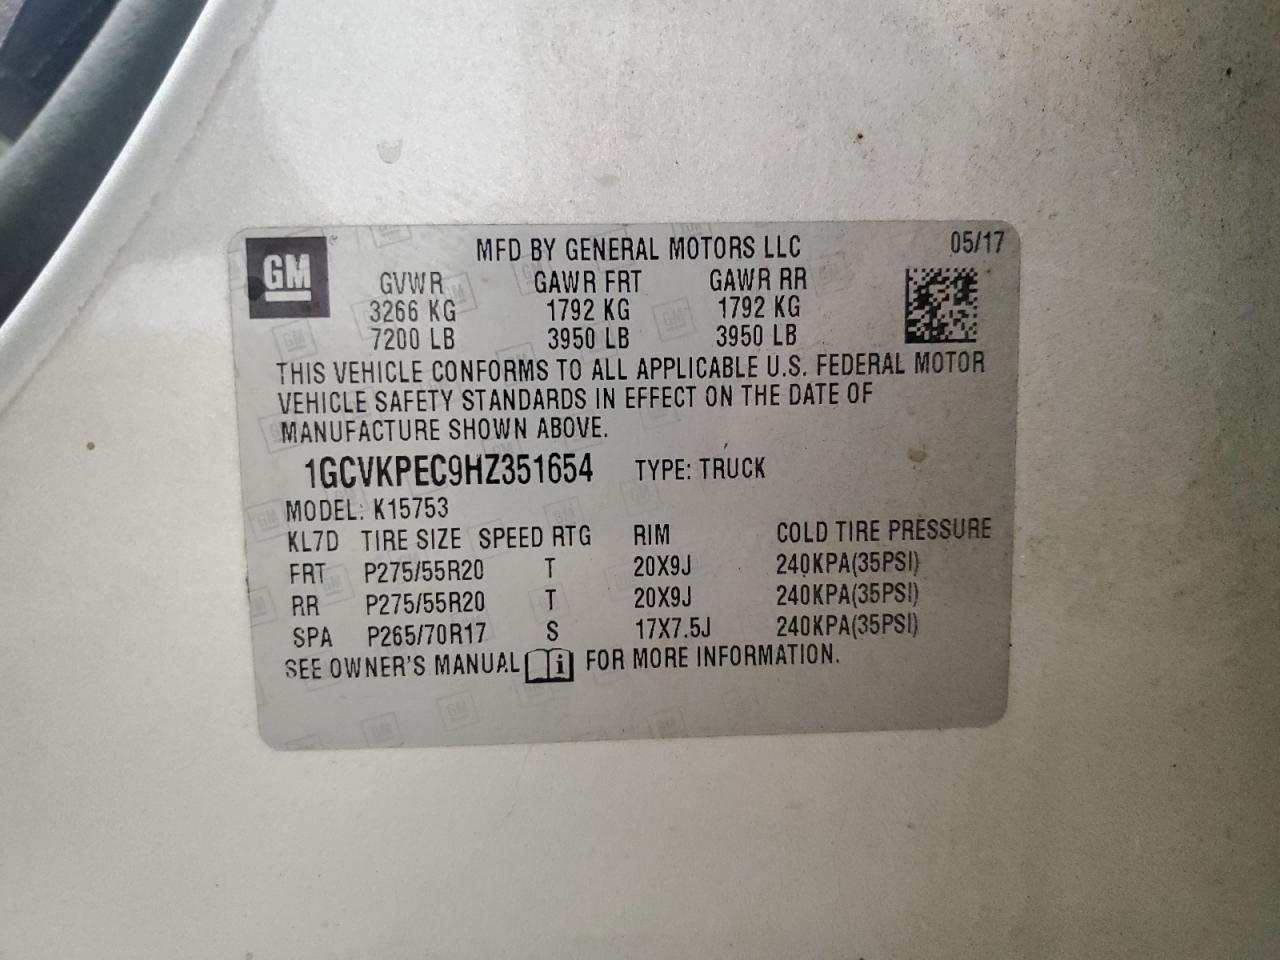 GM
MFD BY GENERAL MOTORS LLC 05/17
GVWR GAWR FRT GAWR RR
3266 KG 1792 KG 1792 KG
7200 LB 3950 LB 3950 LB
THIS VEHICLE CONFORMS TO ALL APPLICABLE U.S. FEDERAL MOTOR
VEHICLE SAFETY STANDARDS IN EFFECT ON THE DATE OF
MANUFACTURE SHOWN ABOVE.
1GCVKPEC9HZ351654 TYPE: TRUCK
MODEL: K15753
KL7D TIRE SIZE SPEED RTG RIM COLD TIRE PRESSURE
FRT P275/55R20 T 20X9J 240KPA(35PSI)
RR P275/55R20 T 20X9J 240KPA(35PSI)
SPA P265/70R17 S 17X7.5J 240KPA(35PSI)
SEE OWNER'S MANUAL i FOR MORE INFORMATION.